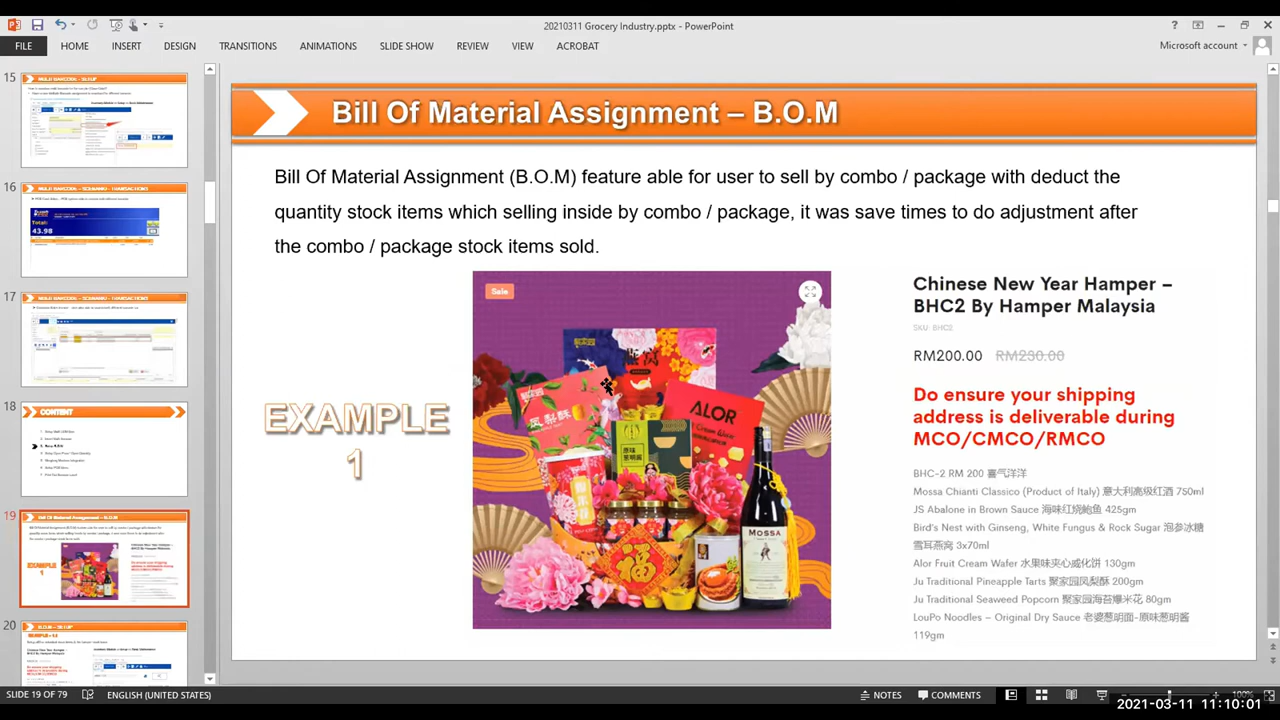 20210311 Grocery Industry.pptx - PowerPoint
Microsoft account
FILE HOME INSERT DESIGN TRANSITIONS ANIMATIONS SLIDE SHOW REVIEW VIEW ACROBAT
15
16
43.98
17
18
CONTENT
19
Bill Of Material Assignment – B.O.M
EXAMPLE
1
20
Bill Of Material Assignment – B.O.M
Bill Of Material Assignment (B.O.M) feature able for user to sell by combo / package with deduct the
quantity stock items which selling inside by combo / package, it was save times to do adjustment after
the combo / package stock items sold.
EXAMPLE
1
Sale
ALOR
MOSSA
Chinese New Year Hamper –
BHC2 By Hamper Malaysia
SKU: BHC2
RM200.00 RM230.00
Do ensure your shipping
address is deliverable during
MCO/CMCO/RMCO
BHC-2 RM 200 喜气洋洋
Mossa Chianti Classico (Product of Italy) 意大利高级红酒 750ml
JS Abalone in Brown Sauce 海味红烧鲍鱼 425gm
Bird's Nest with Ginseng, White Fungus & Rock Sugar 泡参冰糖
雪耳燕窝 3x70ml
Alor Fruit Cream Wafer 水果味夹心威化饼 130gm
Ju Traditional Pineapple Tarts 聚家园凤梨酥 200gm
Ju Traditional Seaweed Popcorn 聚家园海苔爆米花 80gm
LouPo Noodles – Original Dry Sauce 老婆葱明面-原味葱明酱
119gm
SLIDE 19 OF 79 ENGLISH (UNITED STATES)
NOTES COMMENTS 100%
2021-03-11 11:10:01